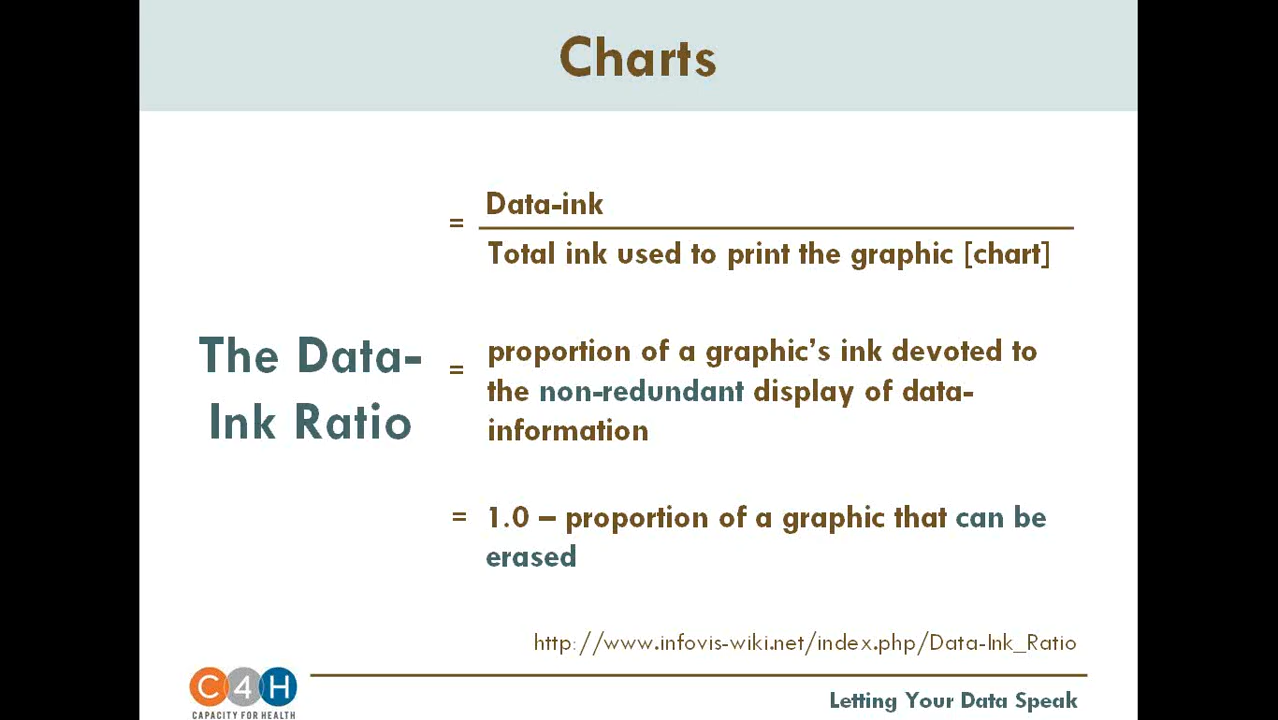 Charts
The Data-
Ink Ratio
=
Data-ink
Total ink used to print the graphic [chart]
=
proportion of a graphic’s ink devoted to
the non-redundant display of data-
information
= 1.0 – proportion of a graphic that can be
erased
http://www.infovis-wiki.net/index.php/Data-Ink_Ratio
C4H
CAPACITY FOR HEALTH
Letting Your Data Speak